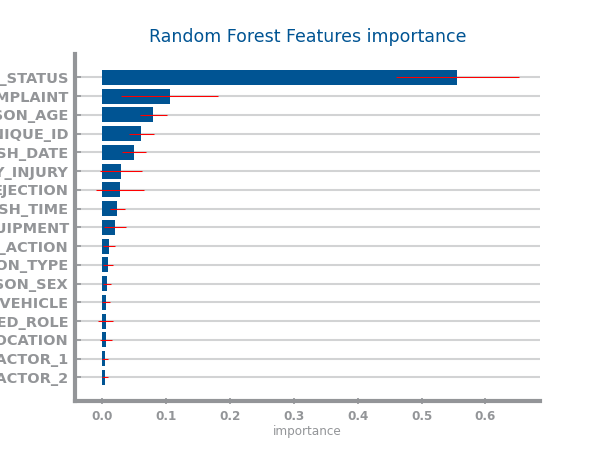 Random Forest Features importance
_STATUS
MPLAINT
SON_AGE
NIQUE_ID
SH_DATE
Y_INJURY
EJECTION
SH_TIME
UIPMENT
_ACTION
ON_TYPE
SON_SEX
VEHICLE
ED_ROLE
OCATION
ACTOR_1
ACTOR_2
0.0 0.1 0.2 0.3 0.4 0.5 0.6
importance